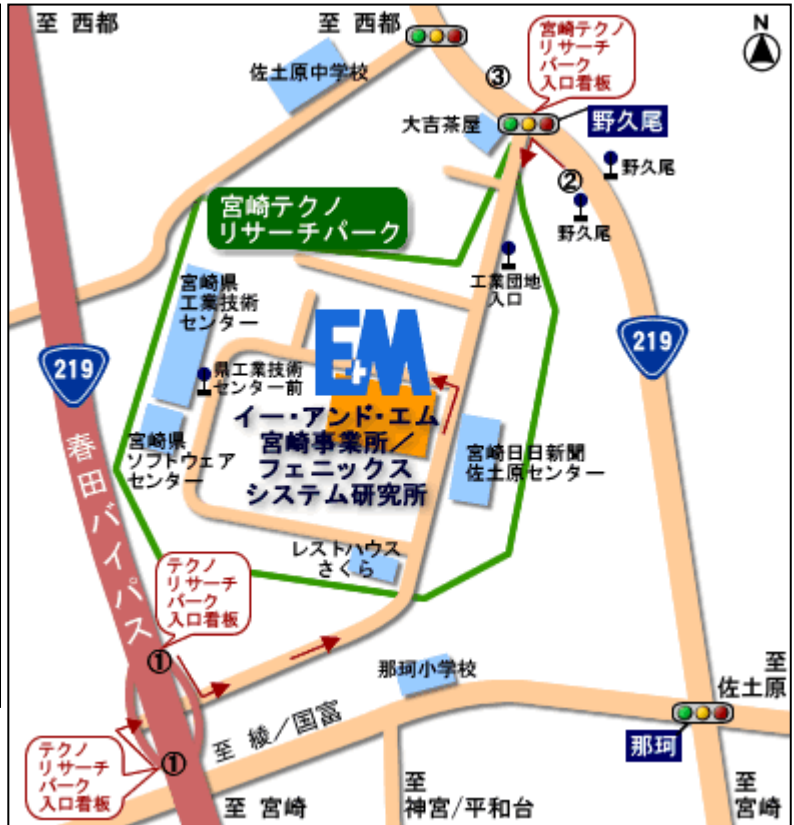 至 西都
至 西都
宮崎テクノ
リサーチ
パーク
入口看板
N
佐土原中学校
③
大吉茶屋
野久尾
②
野久尾
野久尾
宮崎テクノ
リサーチパーク
工業団地
入口
宮崎県
工業技術
センター
219
219
E+M
県工業技術
センター前
イー・アンド・エム
宮崎事業所／
フェニックス
システム研究所
宮崎県
ソフトウェア
センター
宮崎日日新聞
佐土原センター
春田バイパス
レストハウス
さくら
テクノ
リサーチ
パーク
入口看板
①
那珂小学校
至
佐土原
至 綾／国富
那珂
テクノ
リサーチ
パーク
入口看板
①
至 宮崎
至
神宮/平和台
至
宮崎